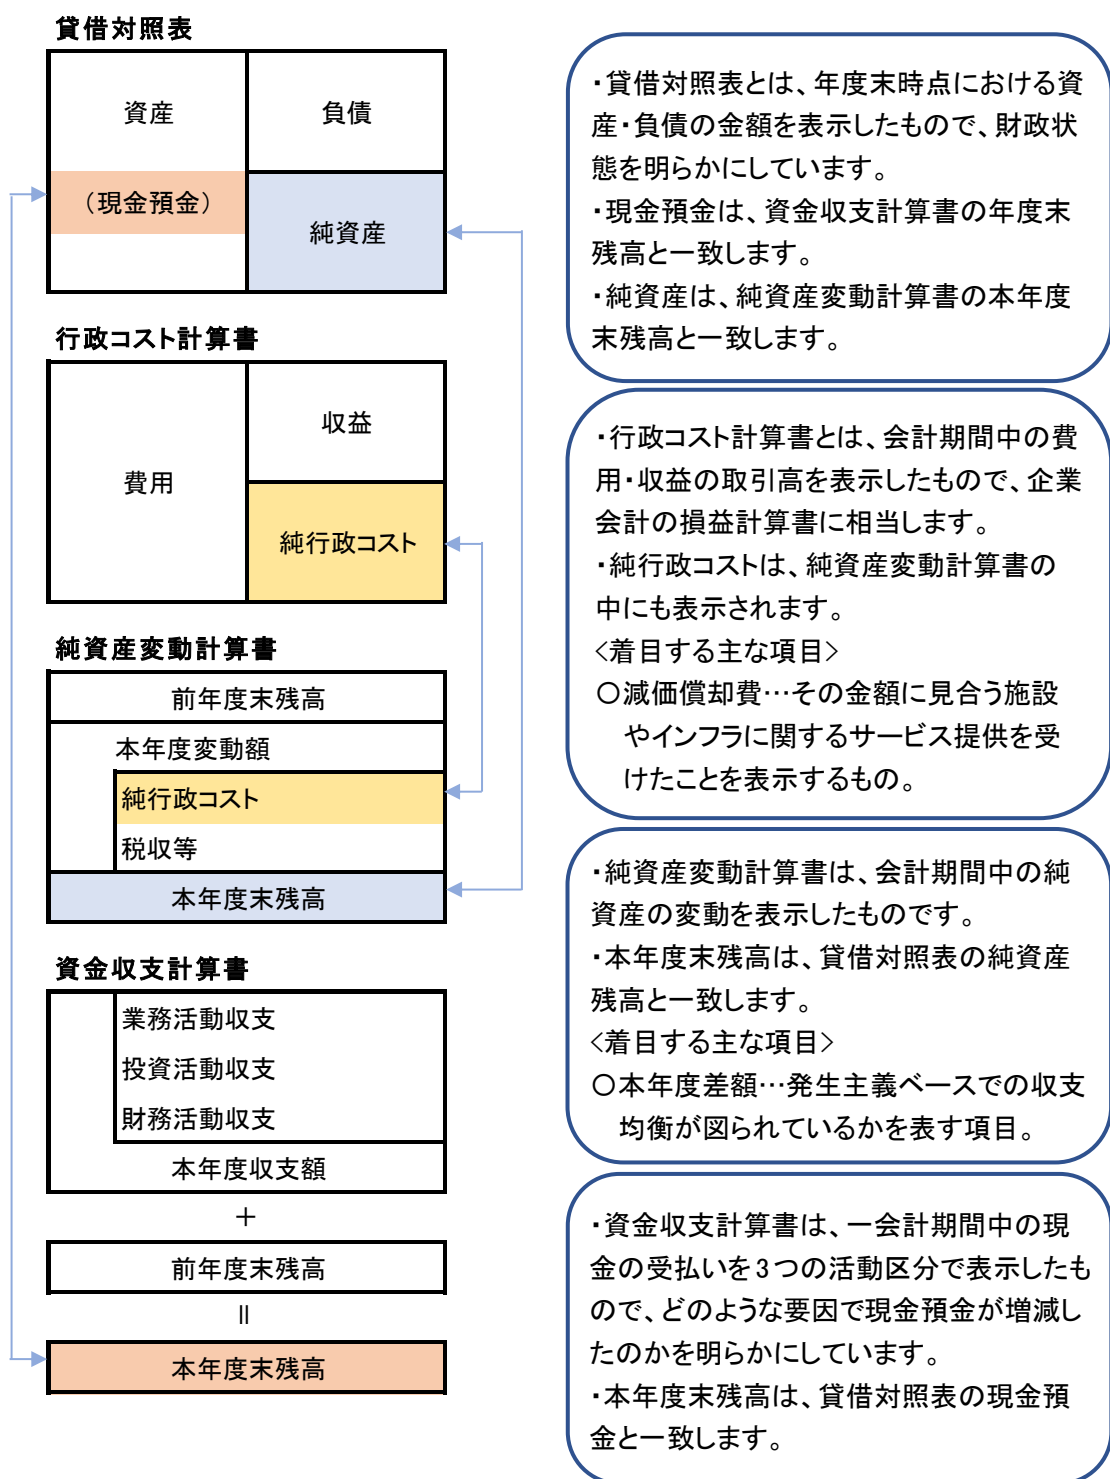 貸借対照表
資産
負債
（現金預金）
純資産
・貸借対照表とは、年度末時点における資
産・負債の金額を表示したもので、財政状
態を明らかにしています。
・現金預金は、資金収支計算書の年度末
残高と一致します。
・純資産は、純資産変動計算書の本年度
末残高と一致します。
行政コスト計算書
費用
収益
純行政コスト
・行政コスト計算書とは、会計期間中の費
用・収益の取引高を表示したもので、企業
会計の損益計算書に相当します。
・純行政コストは、純資産変動計算書の
中にも表示されます。
<着目する主な項目>
○減価償却費…その金額に見合う施設
やインフラに関するサービス提供を受
けたことを表示するもの。
純資産変動計算書
前年度末残高
本年度変動額
純行政コスト
税収等
本年度末残高
・純資産変動計算書は、会計期間中の純
資産の変動を表示したものです。
・本年度末残高は、貸借対照表の純資産
残高と一致します。
<着目する主な項目>
○本年度差額…発生主義ベースでの収支
均衡が図られているかを表す項目。
資金収支計算書
業務活動収支
投資活動収支
財務活動収支
本年度収支額
＋
前年度末残高
＝
本年度末残高
・資金収支計算書は、一会計期間中の現
金の受払いを3つの活動区分で表示したも
ので、どのような要因で現金預金が増減し
たのかを明らかにしています。
・本年度末残高は、貸借対照表の現金預
金と一致します。